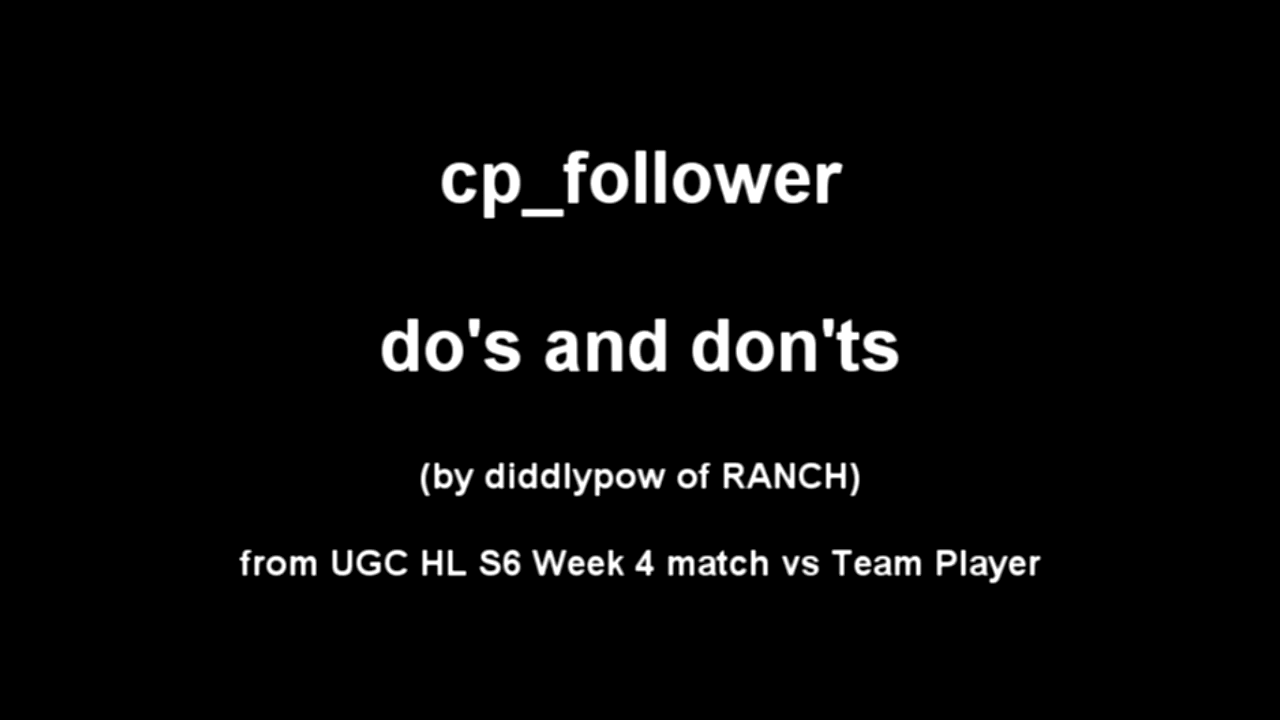 cp_follower
do's and don'ts
(by diddlypow of RANCH)
from UGC HL S6 Week 4 match vs Team Player